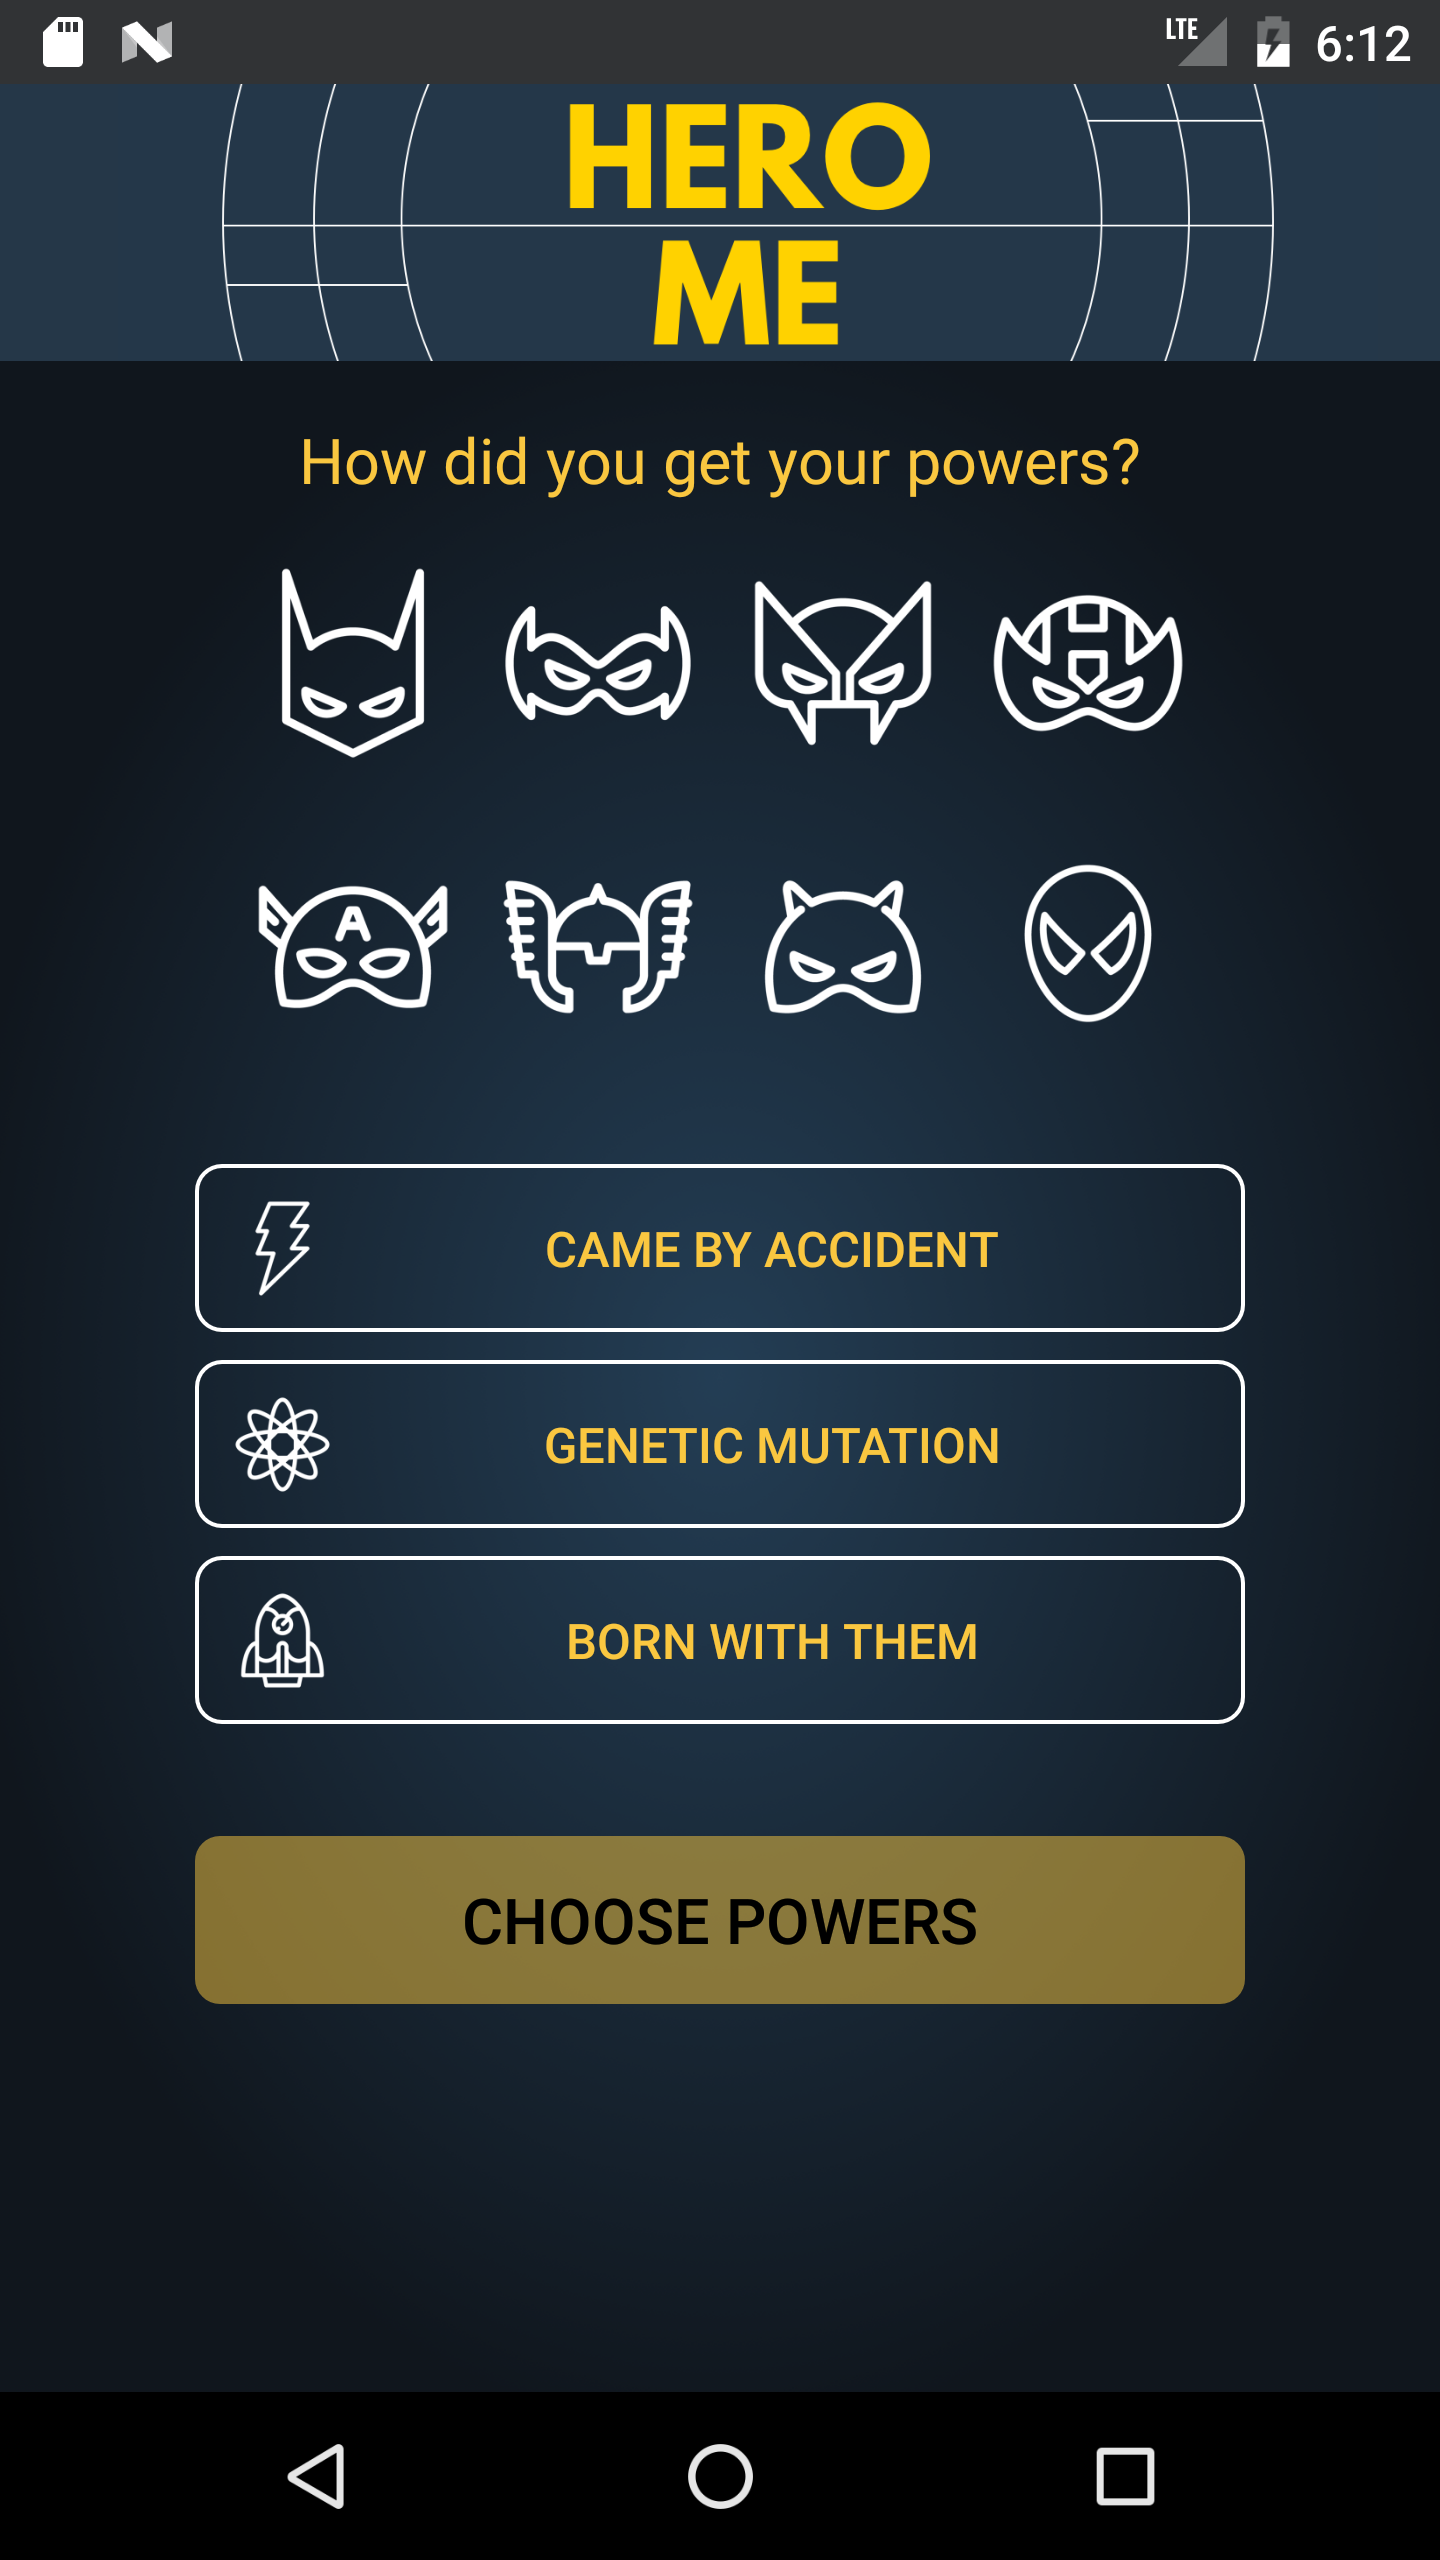 LTE 6:12
HERO
ME
How did you get your powers?
A
CAME BY ACCIDENT
GENETIC MUTATION
BORN WITH THEM
CHOOSE POWERS